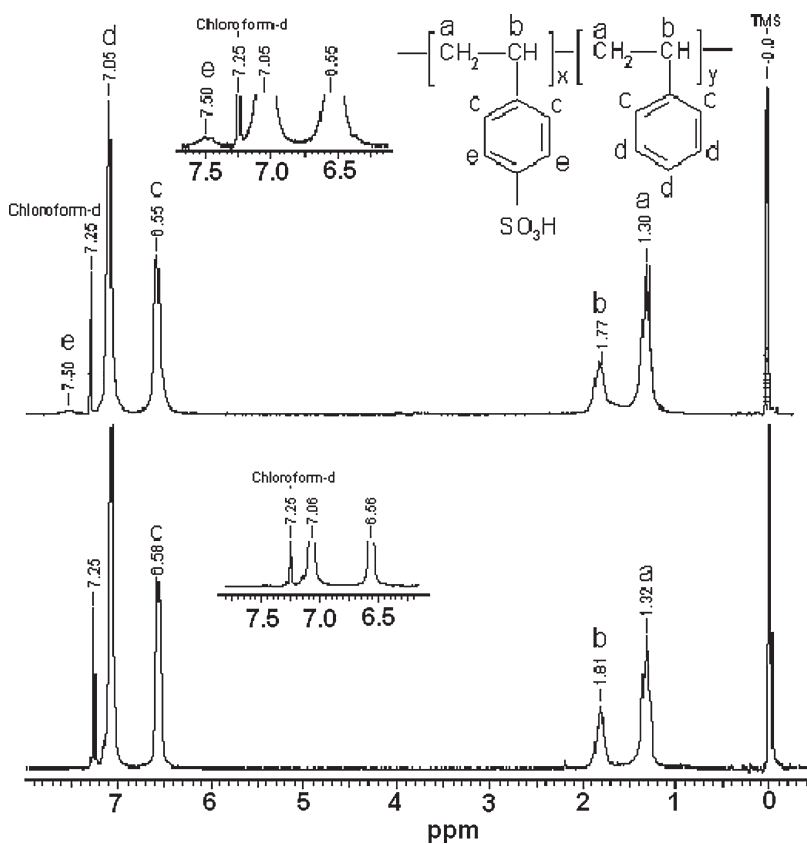 d
7.05
Chloroform-d
7.50 e
7.25
7.05
6.55
7.5 7.0 6.5
a b a b
CH2 CH x CH2 CH y
c c c c
e e d d
d
SO3H
TMS
0.0
Chloroform-d
7.25
7.50 e
6.55 c
b
1.77
1.30 a
Chloroform-d
7.25
7.06
6.56
7.5 7.0 6.5
7.25
6.58 c
b
1.81
1.32 a
7 6 5 4 3 2 1 0
ppm